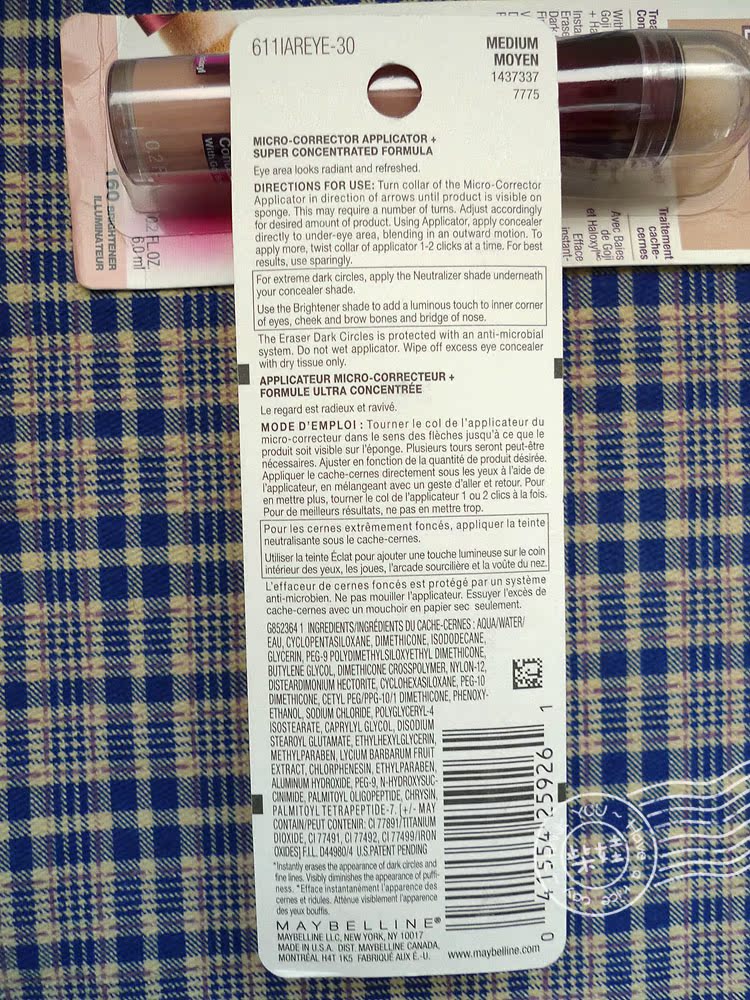 611IAREYE-30
MEDIUM
MOYEN
1437337
7775
MICRO-CORRECTOR APPLICATOR +
SUPER CONCENTRATED FORMULA
Eye area looks radiant and refreshed.
DIRECTIONS FOR USE: Turn collar of the Micro-Corrector
Applicator in direction of arrows until product is visible on
sponge. This may require a number of turns. Adjust accordingly
for desired amount of product. Using Applicator, apply concealer
directly to under-eye area, blending in an outward motion. To
apply more, twist collar of applicator 1-2 clicks at a time. For best
results, use sparingly.
For extreme dark circles, apply the Neutralizer shade underneath
your concealer shade.
Use the Brightener shade to add a luminous touch to inner corner
of eyes, cheek and brow bones and bridge of nose.
The Eraser Dark Circles is protected with an anti-microbial
system. Do not wet applicator. Wipe off excess eye concealer
with dry tissue only.
APPLICATEUR MICRO-CORRECTEUR +
FORMULE ULTRA CONCENTRÉE
Le regard est radieux et ravivé.
MODE D'EMPLOI : Tourner le col de l'applicateur du
micro-correcteur dans le sens des flèches jusqu'à ce que le
produit soit visible sur l'éponge. Plusieurs tours seront peut-être
nécessaires. Ajuster en fonction de la quantité de produit désirée.
Appliquer le cache-cernes directement sous les yeux à l'aide de
l'applicateur, en mélangeant avec un geste d'aller et retour. Pour
en mettre plus, tourner le col de l'applicateur 1 ou 2 clics à la fois.
Pour de meilleurs résultats, ne pas en mettre trop.
Pour les cernes extrêmement foncés, appliquer la teinte
neutralisante sous le cache-cernes.
Utiliser la teinte Éclat pour ajouter une touche lumineuse sur le coin
intérieur des yeux, les joues, l'arcade sourcilière et la voûte du nez.
L'effaceur de cernes foncés est protégé par un système
anti-microbien. Ne pas mouiller l'applicateur. Essuyer l'excès de
cache-cernes avec un mouchoir en papier sec seulement.
G852364 1 INGREDIENTS/INGRÉDIENTS DU CACHE-CERNES : AQUA/WATER/
EAU, CYCLOPENTASILOXANE, DIMETHICONE, ISODODECANE,
GLYCERIN, PEG-9 POLYDIMETHYLSILOXYETHYL DIMETHICONE,
BUTYLENE GLYCOL, DIMETHICONE CROSSPOLYMER, NYLON-12,
DISTEARDIMONIUM HECTORITE, CYCLOHEXASILOXANE, PEG-10
DIMETHICONE, CETYL PEG/PPG-10/1 DIMETHICONE, PHENOXY-
ETHANOL, SODIUM CHLORIDE, POLYGLYCERYL-4
ISOSTEARATE, CAPRYLYL GLYCOL, DISODIUM
STEAROYL GLUTAMATE, ETHYLHEXYLGLYCERIN,
METHYLPARABEN, LYCIUM BARBARUM FRUIT
EXTRACT, CHLORPHENESIN, ETHYLPARABEN,
ALUMINUM HYDROXIDE, PEG-9, N-HYDROXYSUC-
CINIMIDE, PALMITOYL OLIGOPEPTIDE, CHRYSIN,
PALMITOYL TETRAPEPTIDE-7. [+/- MAY
CONTAIN/PEUT CONTENIR: CI 77891/TITANIUM
DIOXIDE, CI 77491, CI 77492, CI 77499/IRON
OXIDES] F.I.L. D44980/4 U.S.PATENT PENDING
*Instantly erases the appearance of dark circles and
fine lines. Visibly diminishes the appearance of puffi-
ness. *Efface instantanément l'apparence des
cernes et ridules. Atténue visiblement l'apparence
des yeux bouffis.
MAYBELLINE®
MAYBELLINE LLC, NEW YORK, NY 10017
MADE IN U.S.A. DIST. MAYBELLINE CANADA,
MONTRÉAL H4T 1K5 FABRIQUÉ AUX É.-U.
www.maybelline.com
0 41554 25926 1
160 BRIGHTENER
ILLUMINATEUR
0.2 FL.OZ.
6.0 ml
Traitement
cache-
cernes
Avec Baies
de Goji
et Haloxyl
Efface
instant-